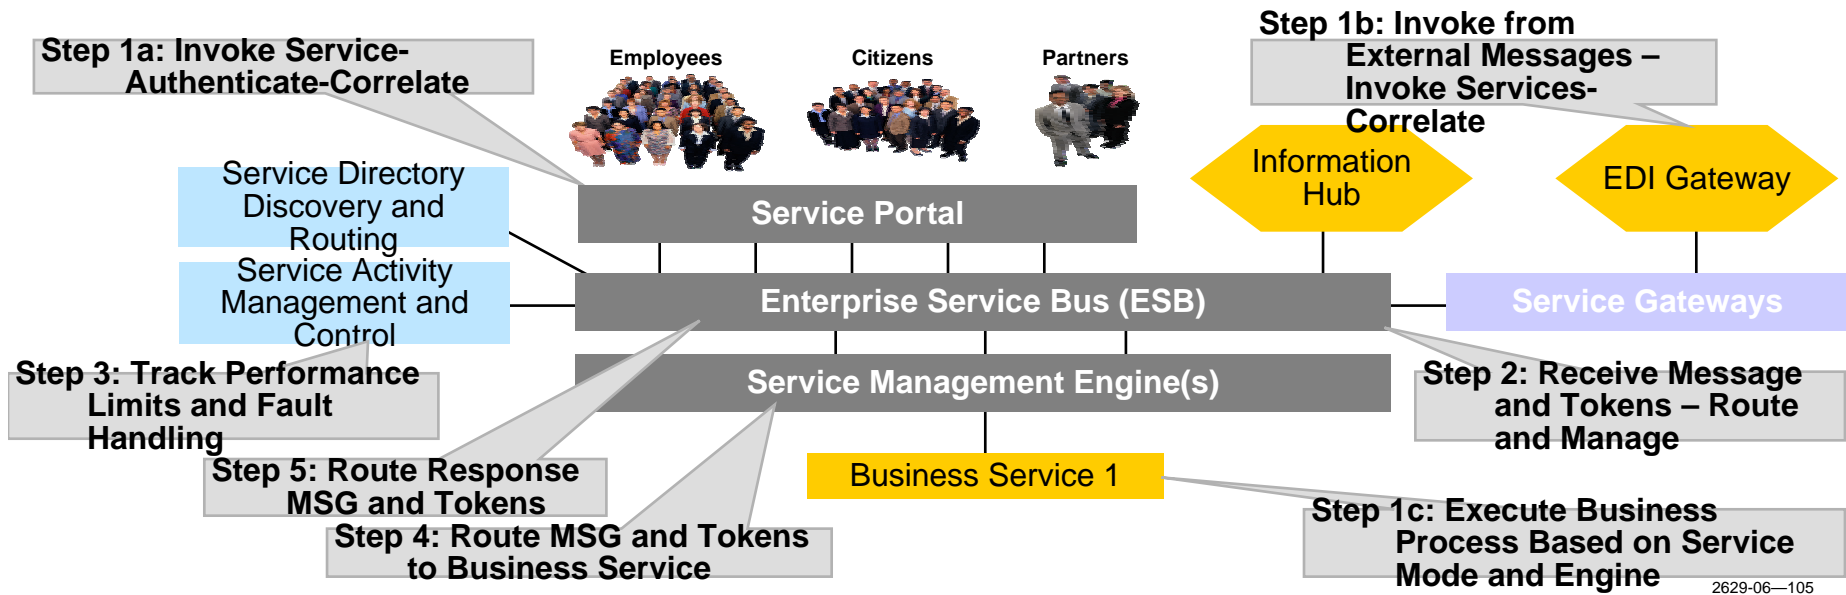 Step 1a: Invoke Service-
Authenticate-Correlate
Employees
Citizens
Partners
Step 1b: Invoke from
External Messages –
Invoke Services-
Correlate
Service Directory
Discovery and
Routing
Service Portal
Information
Hub
EDI Gateway
Service Activity
Management and
Control
Enterprise Service Bus (ESB)
Service Gateways
Step 3: Track Performance
Limits and Fault
Handling
Service Management Engine(s)
Step 2: Receive Message
and Tokens – Route
and Manage
Step 5: Route Response
MSG and Tokens
Business Service 1
Step 4: Route MSG and Tokens
to Business Service
Step 1c: Execute Business
Process Based on Service
Mode and Engine
2629-06—105